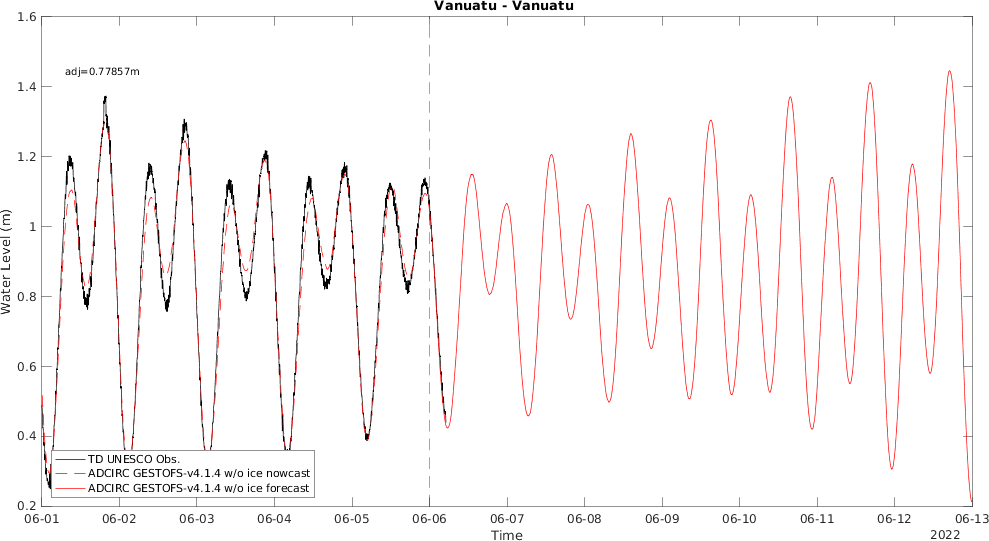 Vanuatu - Vanuatu
1.6
adj=0.77857m
1.4
1.2
1
0.8
0.6
0.4
0.2
Water Level (m)
TD UNESCO Obs.
ADCIRC GESTOFS-v4.1.4 w/o ice nowcast
ADCIRC GESTOFS-v4.1.4 w/o ice forecast
06-01 06-02 06-03 06-04 06-05 06-06 06-07 06-08 06-09 06-10 06-11 06-12 06-13
Time
2022